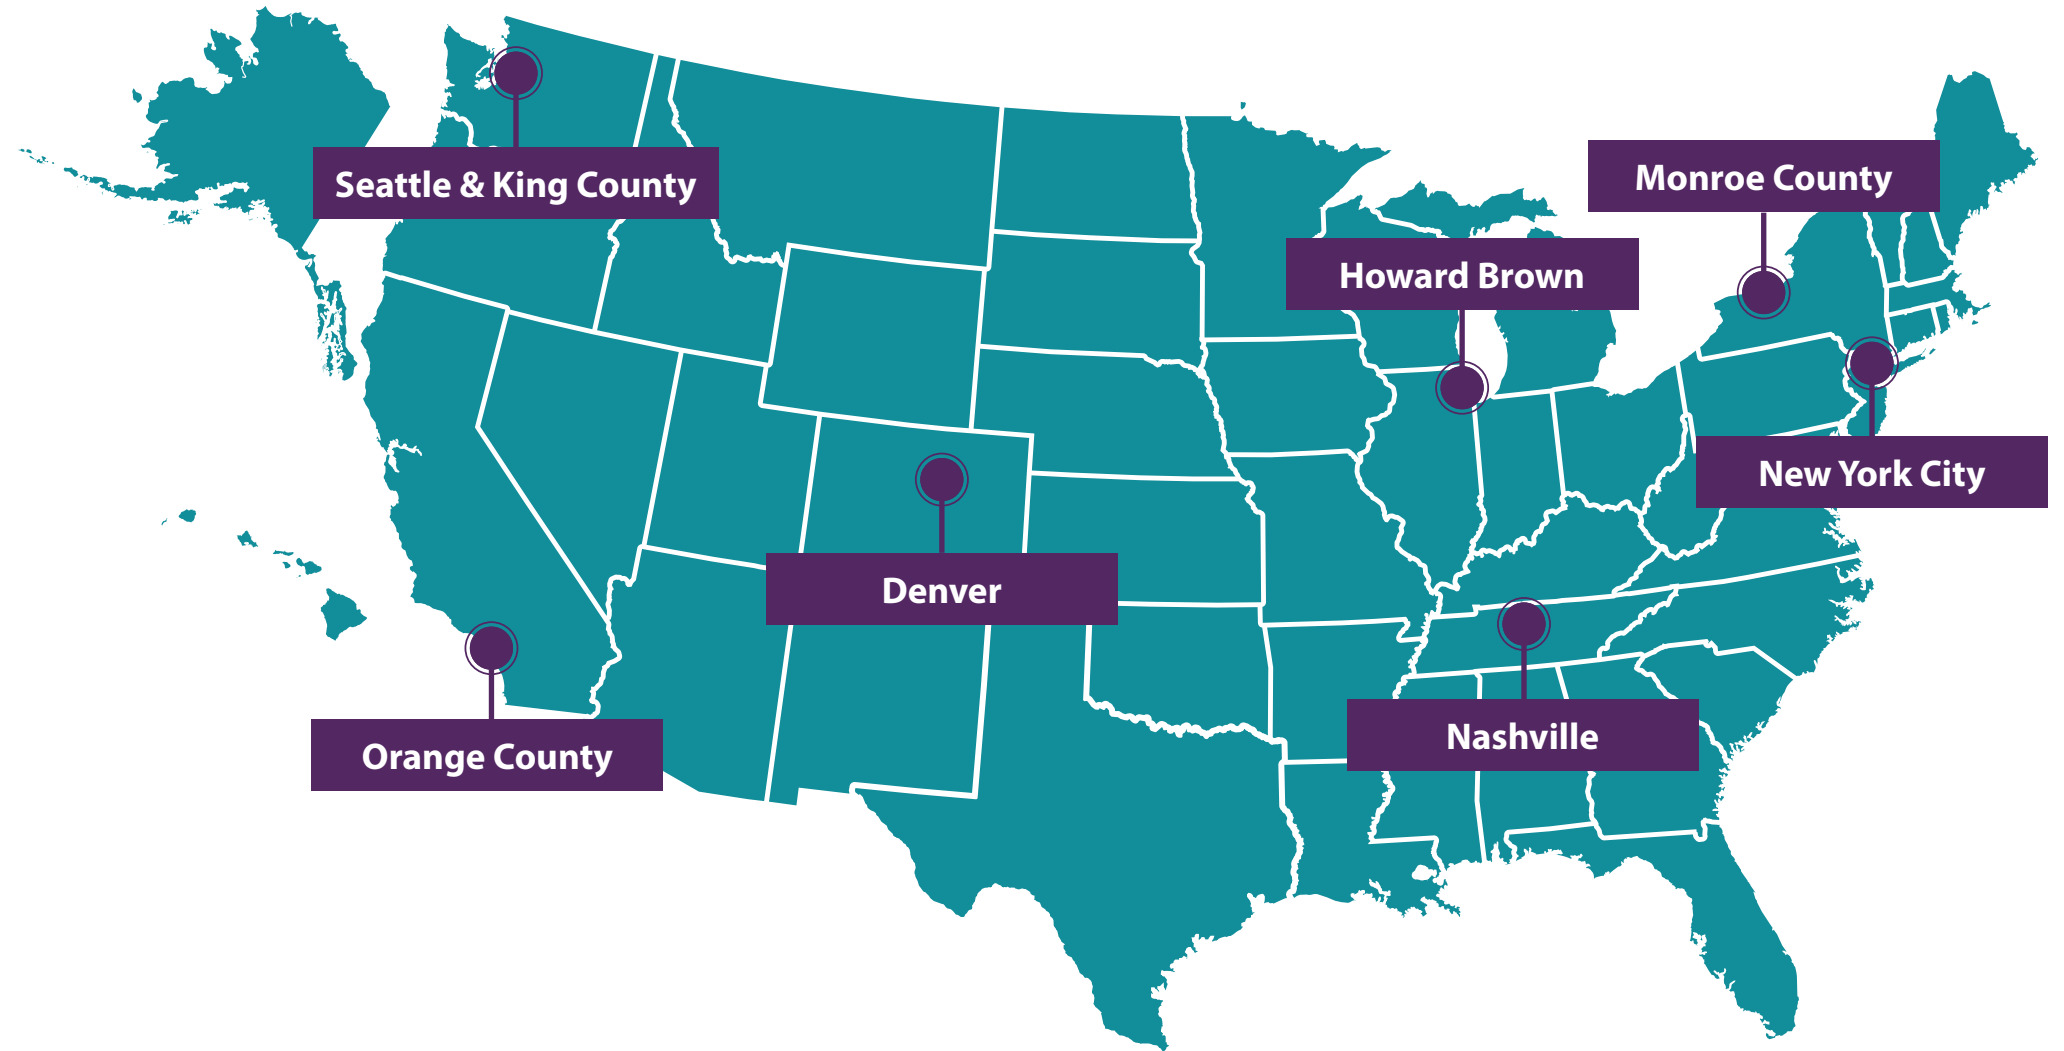 Seattle & King County
Monroe County
Howard Brown
New York City
Denver
Nashville
Orange County